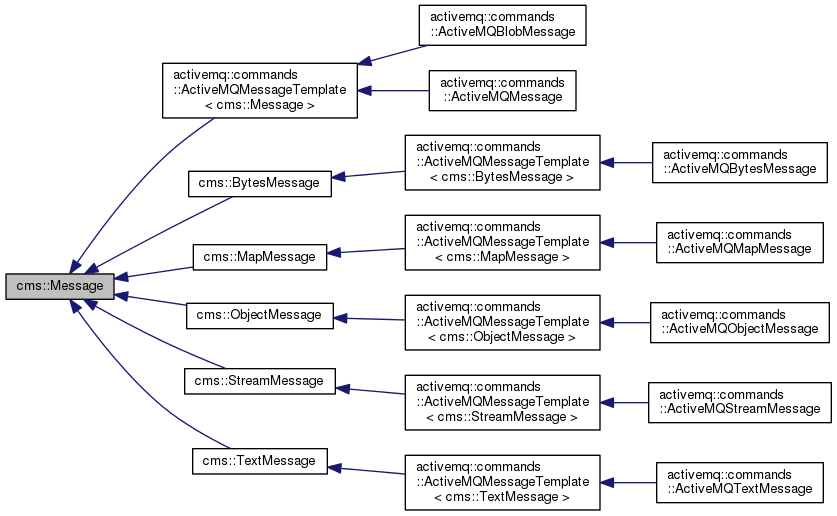 activemq::commands
::ActiveMQBlobMessage
activemq::commands
::ActiveMQMessageTemplate
< cms::Message >
activemq::commands
::ActiveMQMessage
activemq::commands
::ActiveMQMessageTemplate
< cms::BytesMessage >
activemq::commands
::ActiveMQBytesMessage
cms::BytesMessage
activemq::commands
::ActiveMQMessageTemplate
< cms::MapMessage >
activemq::commands
::ActiveMQMapMessage
cms::MapMessage
cms::Message
cms::ObjectMessage
activemq::commands
::ActiveMQMessageTemplate
< cms::ObjectMessage >
activemq::commands
::ActiveMQObjectMessage
cms::StreamMessage
activemq::commands
::ActiveMQMessageTemplate
< cms::StreamMessage >
activemq::commands
::ActiveMQStreamMessage
cms::TextMessage
activemq::commands
::ActiveMQMessageTemplate
< cms::TextMessage >
activemq::commands
::ActiveMQTextMessage